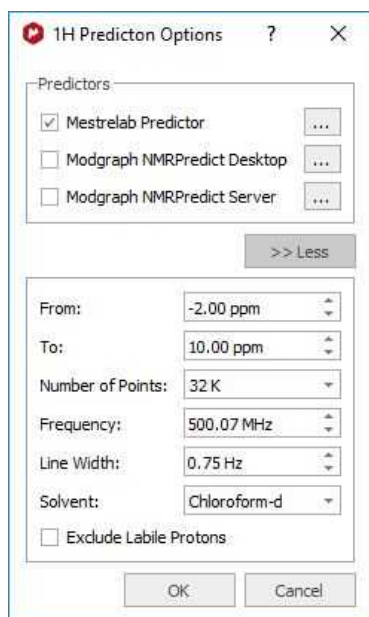 1H Predicton Options ?
Predictors
Mestrelab Predictor ...
Modgraph NMRPredict Desktop ...
Modgraph NMRPredict Server ...
>> Less
From: -2.00 ppm
To: 10.00 ppm
Number of Points: 32 K
Frequency: 500.07 MHz
Line Width: 0.75 Hz
Solvent: Chloroform-d
Exclude Labile Protons
OK Cancel